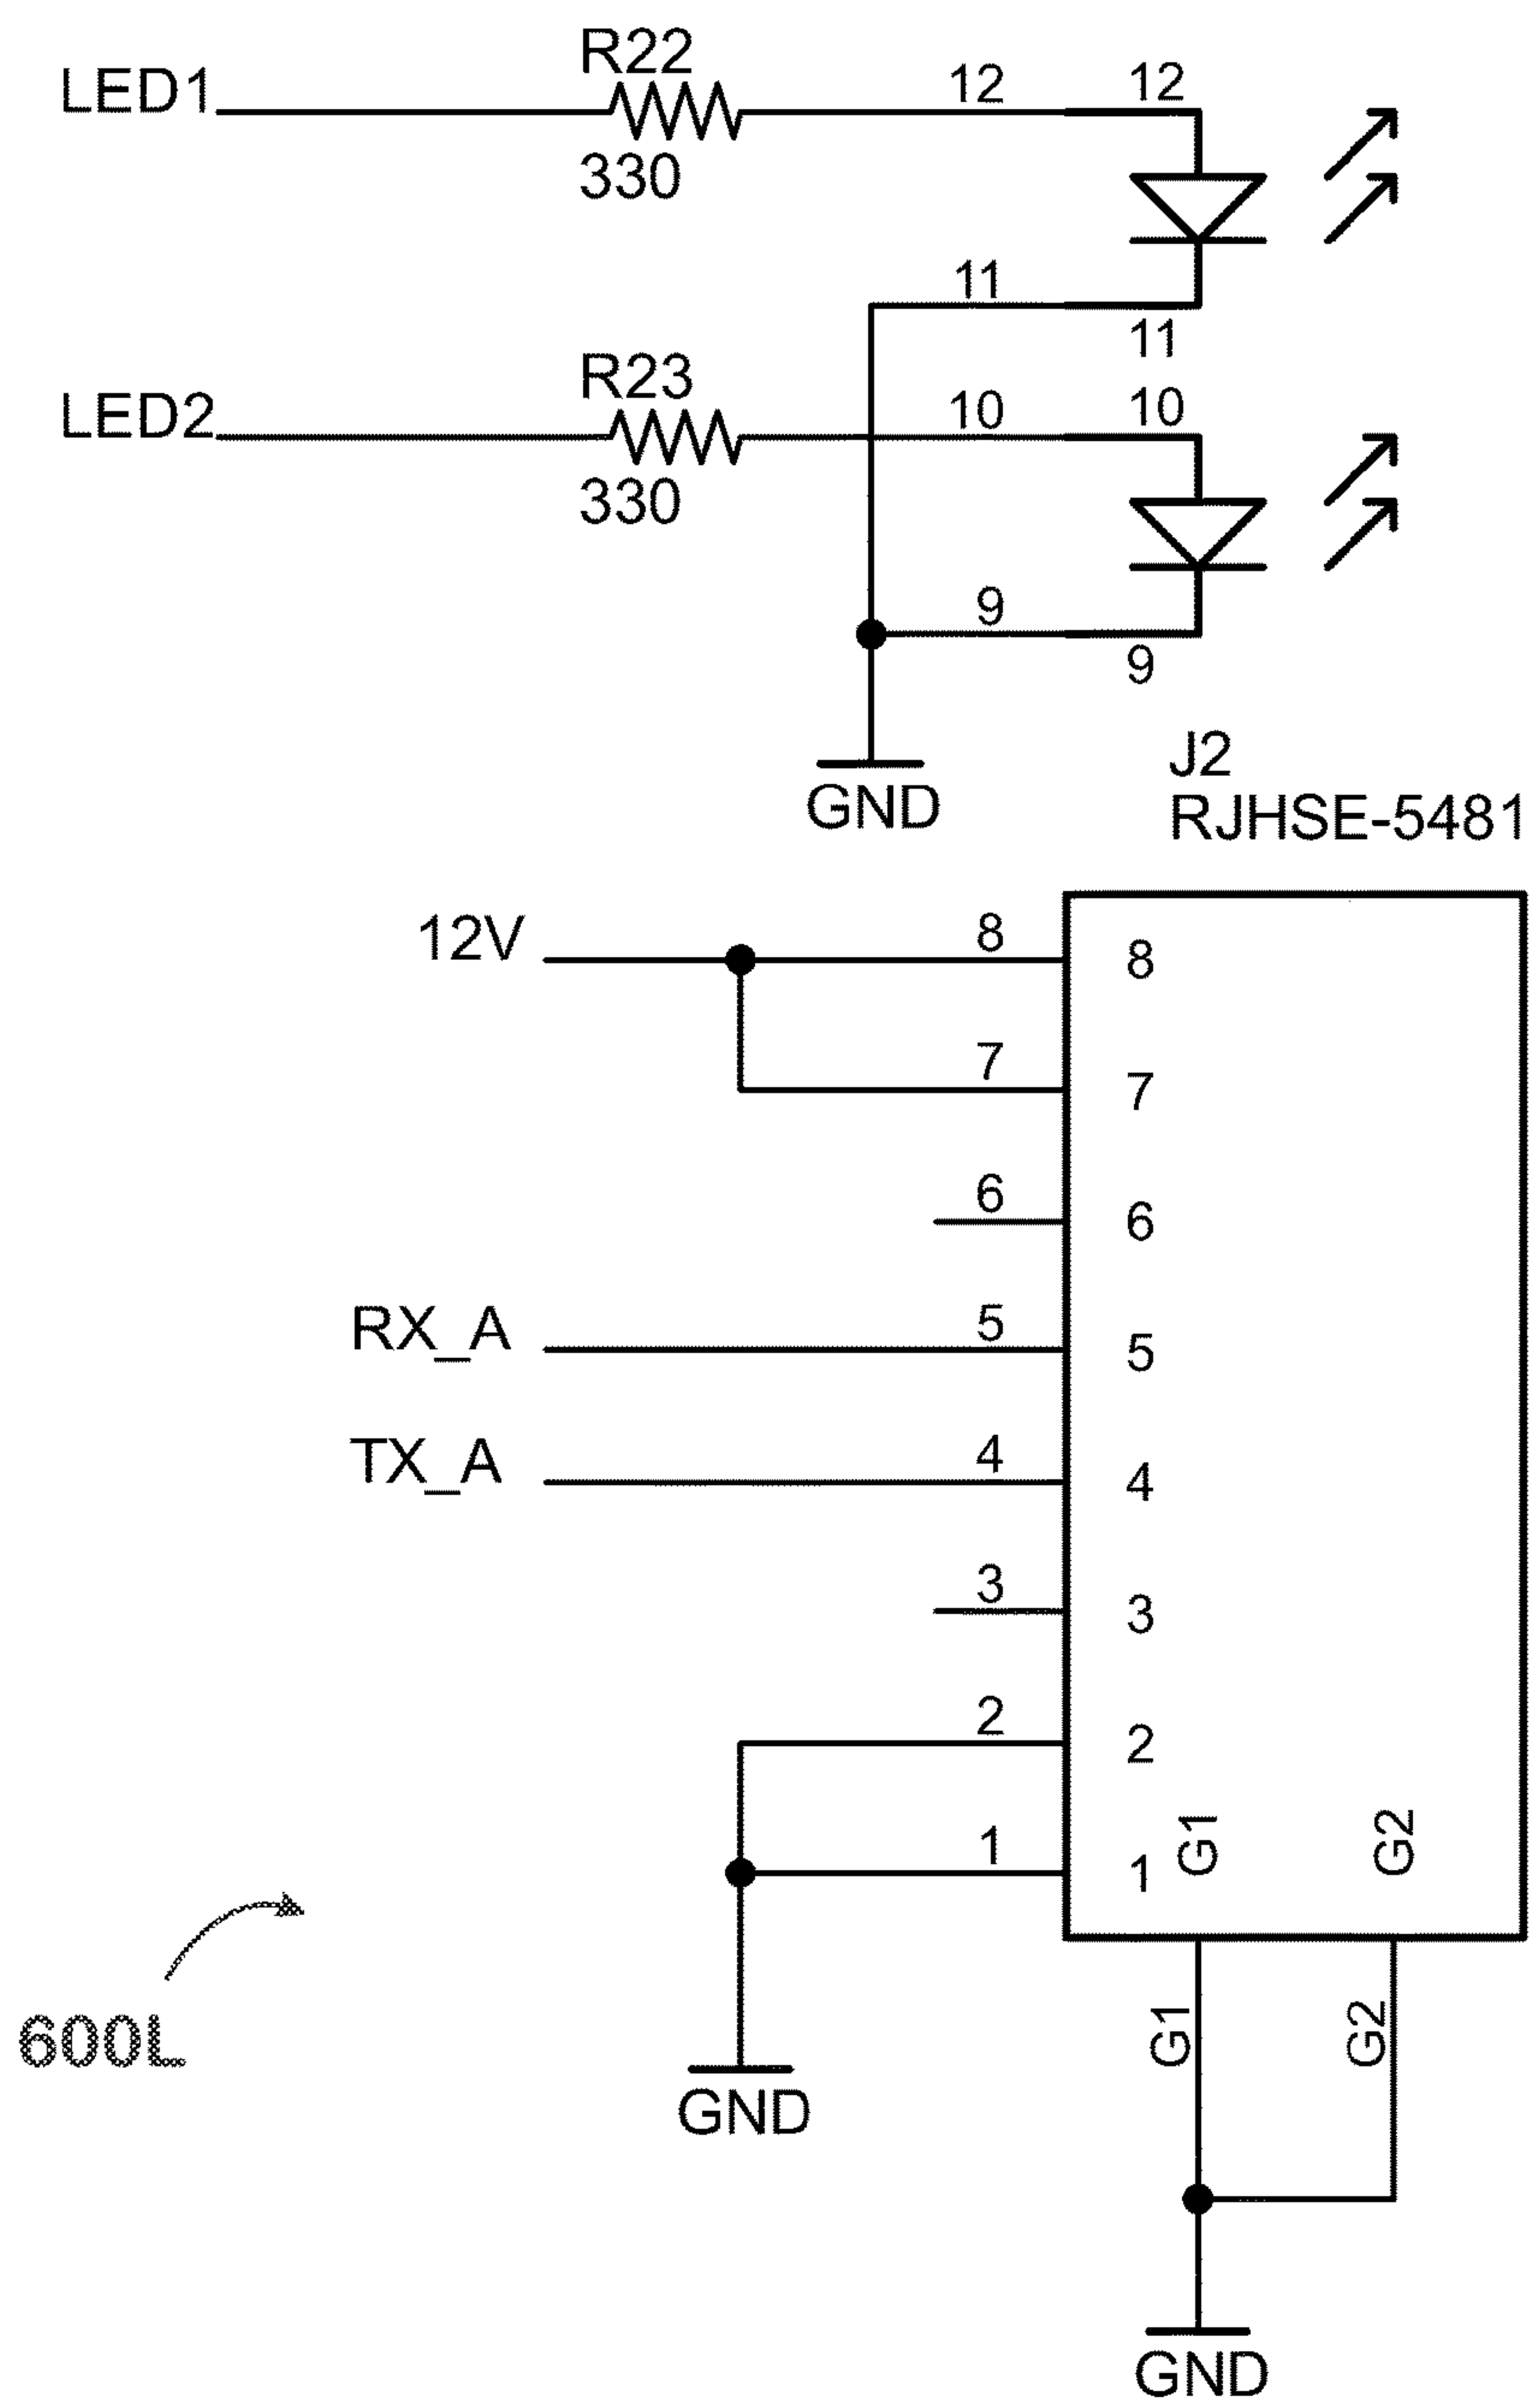 R22
LED1
12 12
330
11
11
R23
LED2
10 10
330
9
9
GND
J2
RJHSE-5481
12V
8 8
7 7
6 6
RX_A
5 5
TX_A
4 4
3 3
2 2
1 1
G1 G2
600L
G1 G2
GND
GND